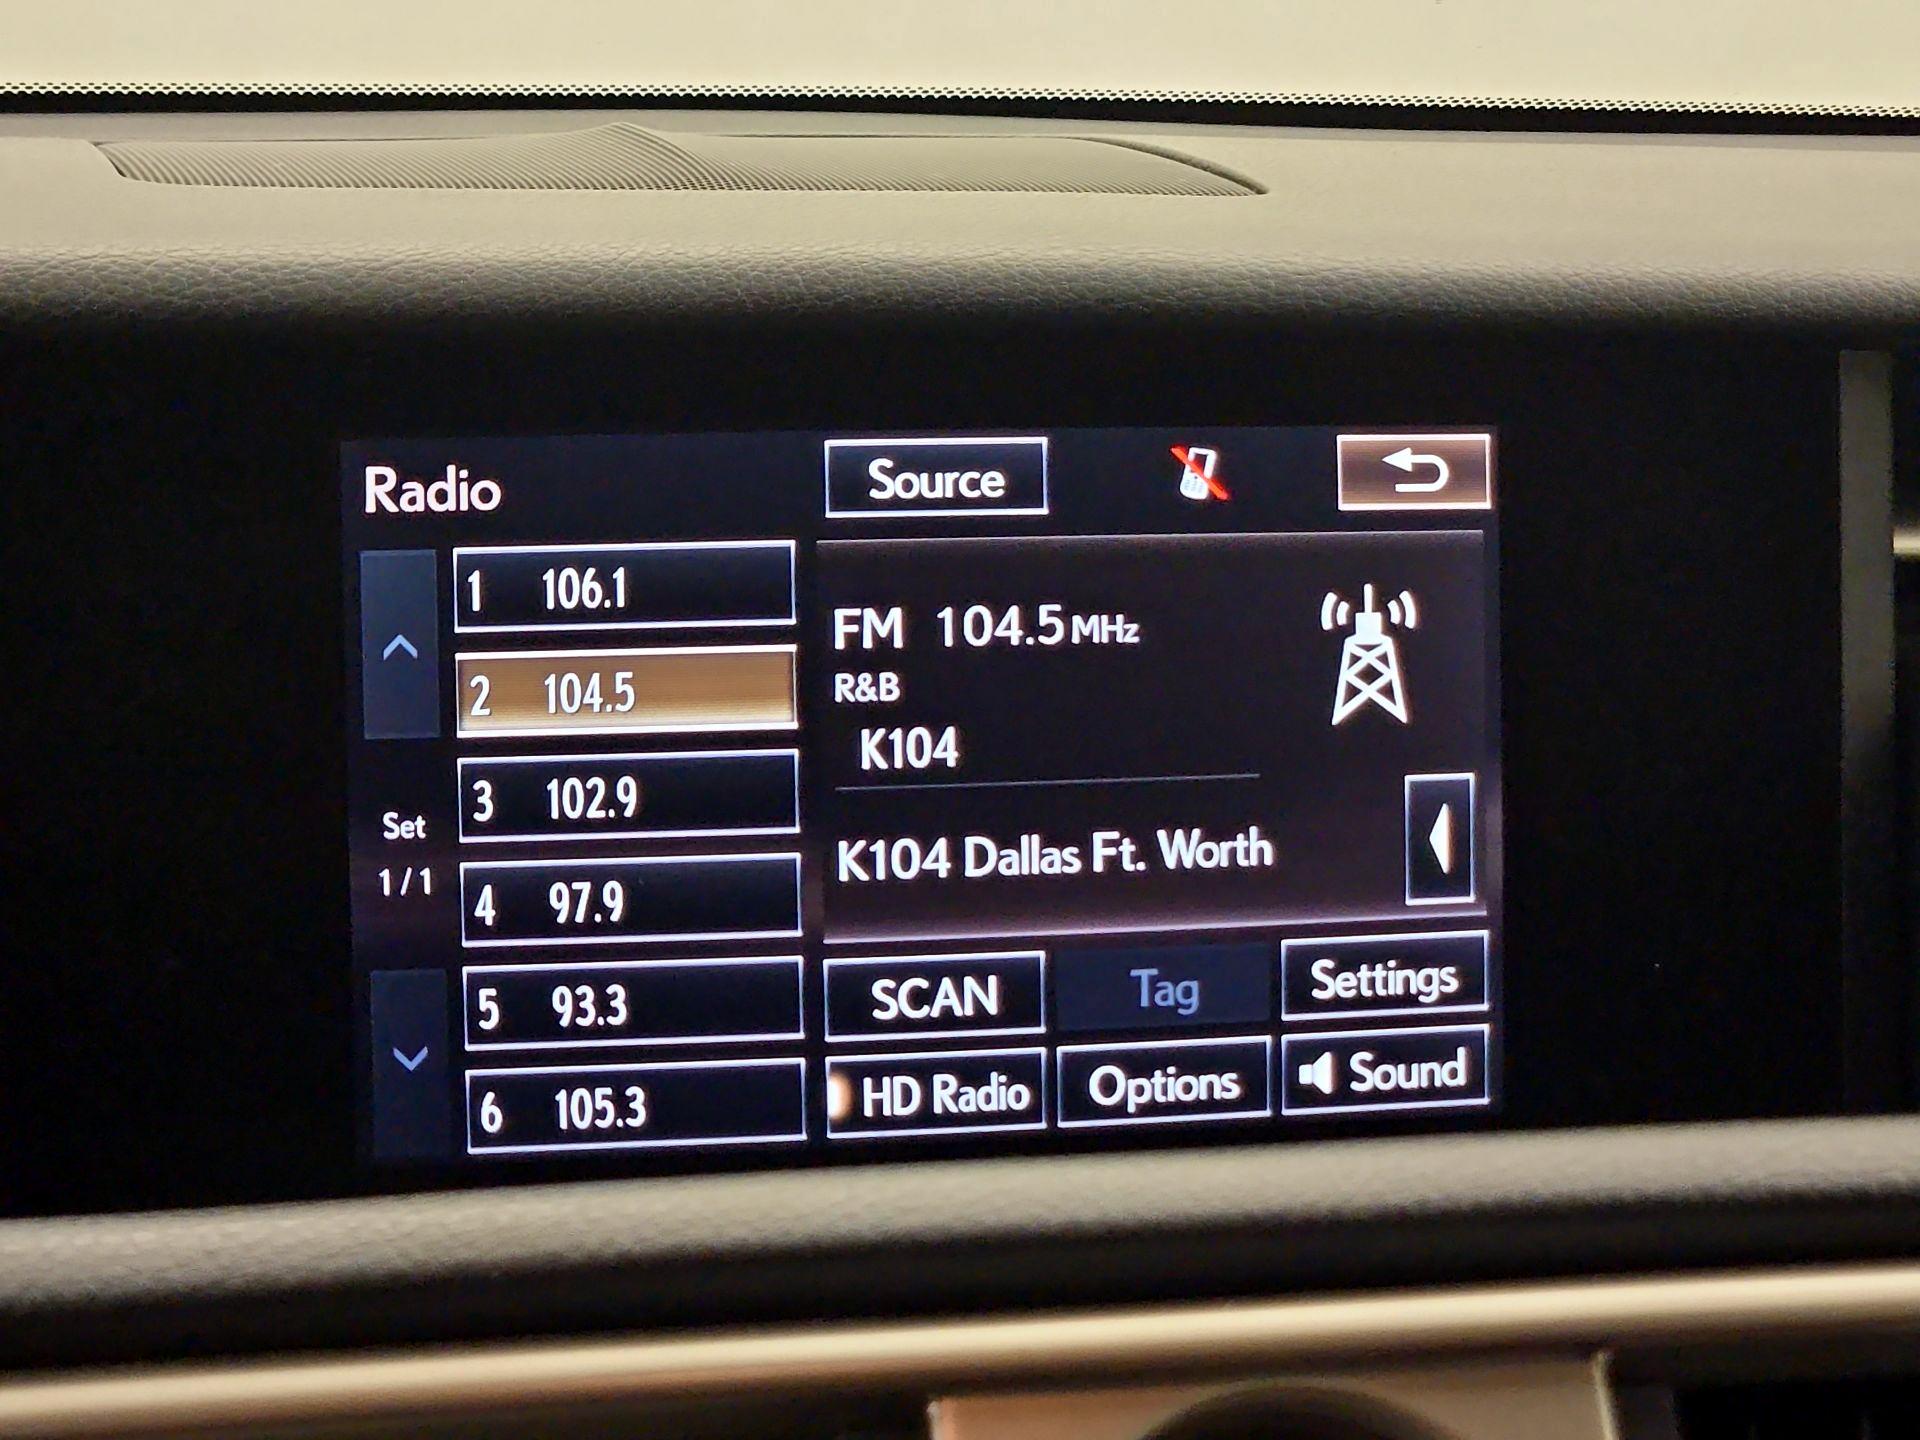 Radio
Source
1 106.1
2 104.5
3 102.9
4 97.9
5 93.3
6 105.3
Set
1/1
FM 104.5 MHz
R&B
K104
K104 Dallas Ft. Worth
SCAN
Tag
Settings
HD Radio
Options
Sound